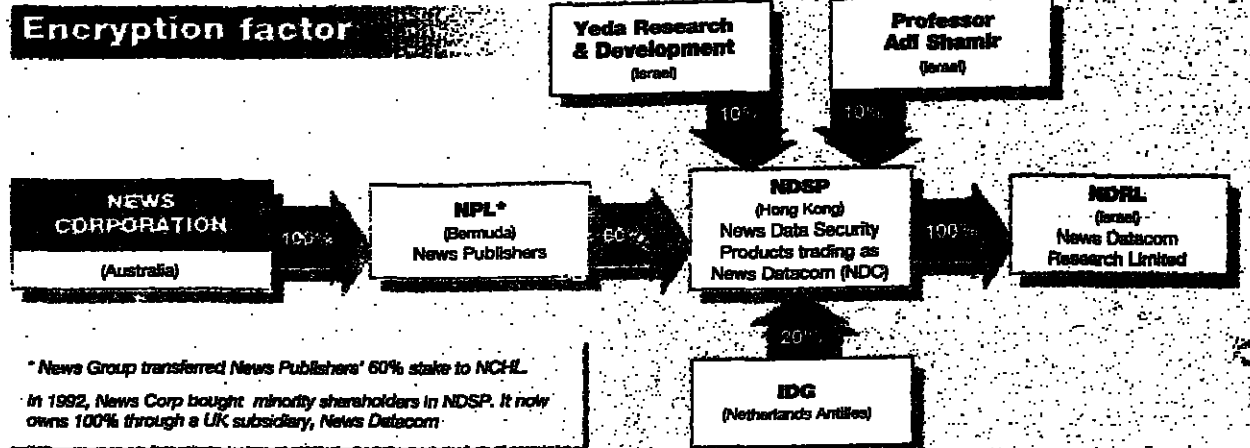 Encryption factor
Yeda Research
& Development
(Israel)
Professor
Adi Shamir
(Israel)
10%
10%
NEWS
CORPORATION
(Australia)
100%
NPL*
(Bermuda)
News Publishers
60%
NDSP
(Hong Kong)
News Data Security
Products trading as
News Datacom (NDC)
100%
NDRL
(Israel)
News Datacom
Research Limited
20%
IDG
(Netherlands Antilles)
* News Group transferred News Publishers' 60% stake to NCHL.
In 1992, News Corp bought minority shareholders in NDSP. It now
owns 100% through a UK subsidiary, News Datacom